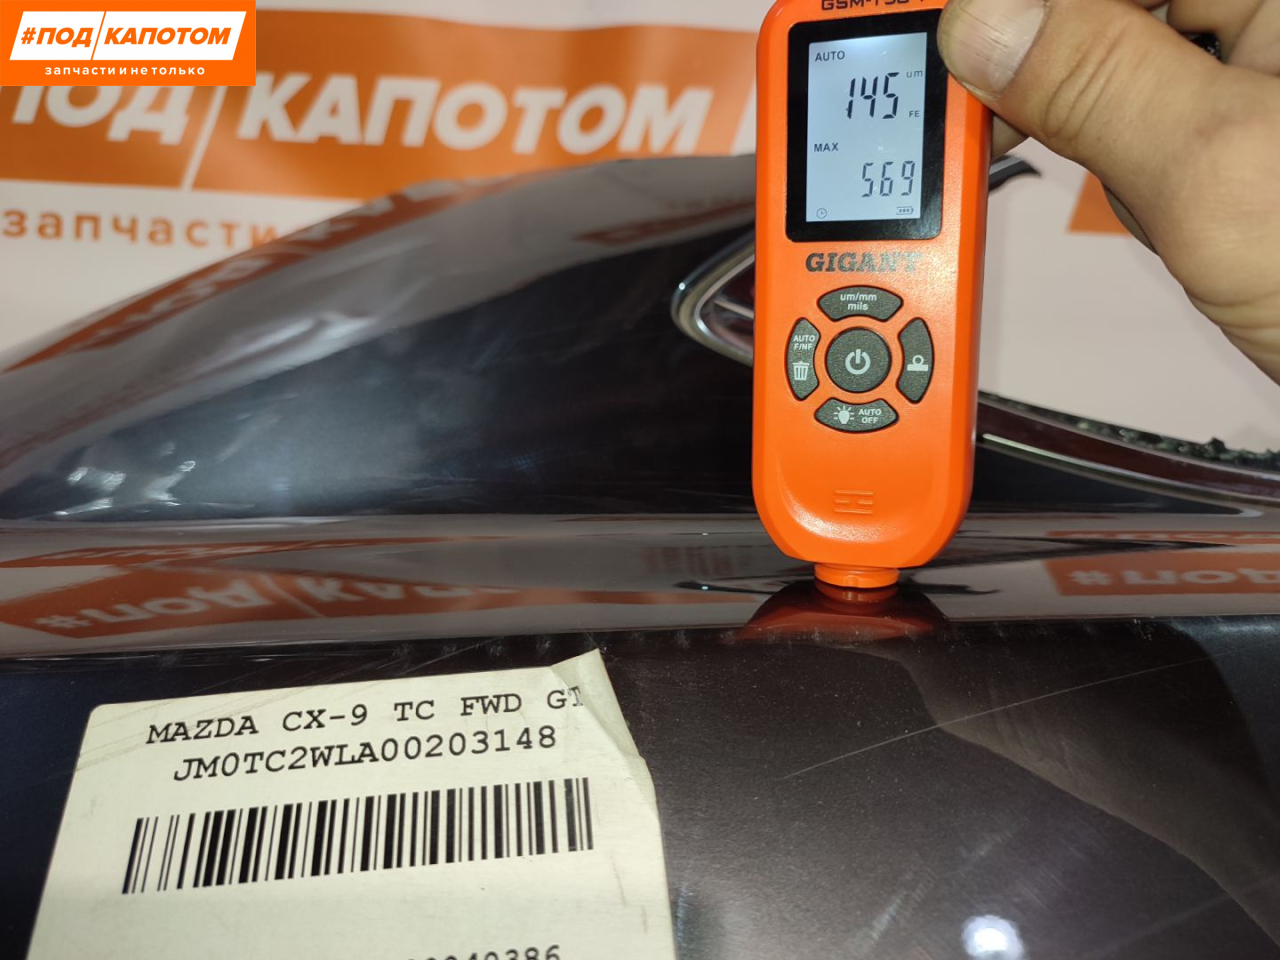 #ПОД КАПОТОМ
запчасти и не только
ПОД КАПОТОМ
запчасти
AUTO
um
145
FE
MAX
569
GIGANT
um/mm
mils
AUTO
F/NF
AUTO
OFF
MAZDA CX-9 TC FWD GT
JM0TC2WLA00203148